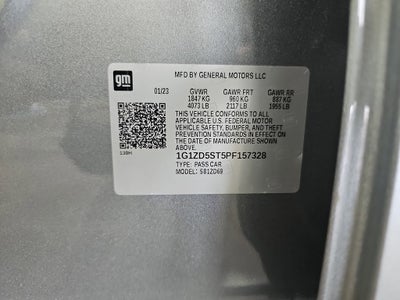 gm
MFD BY GENERAL MOTORS LLC
01/23 GVWR GAWR FRT GAWR RR
1847 KG 960 KG 887 KG
4073 LB 2117 LB 1955 LB
THIS VEHICLE CONFORMS TO ALL
APPLICABLE U.S. FEDERAL MOTOR
VEHICLE SAFETY, BUMPER, AND THEFT
PREVENTION STANDARDS IN EFFECT ON
THE DATE OF MANUFACTURE SHOWN ABOVE.
1G1ZD5ST5PF157328
TYPE: PASS CAR
MODEL: